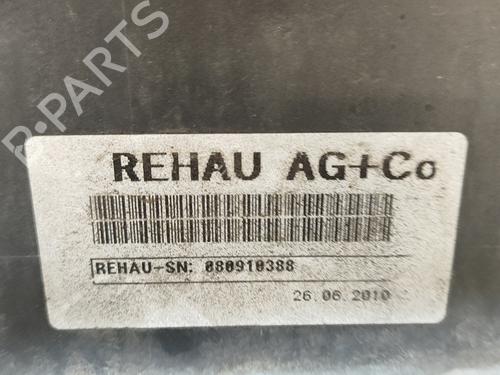 B-PARTS
REHAU AG+Co
REHAU-SN: 080910388
26.06.2010